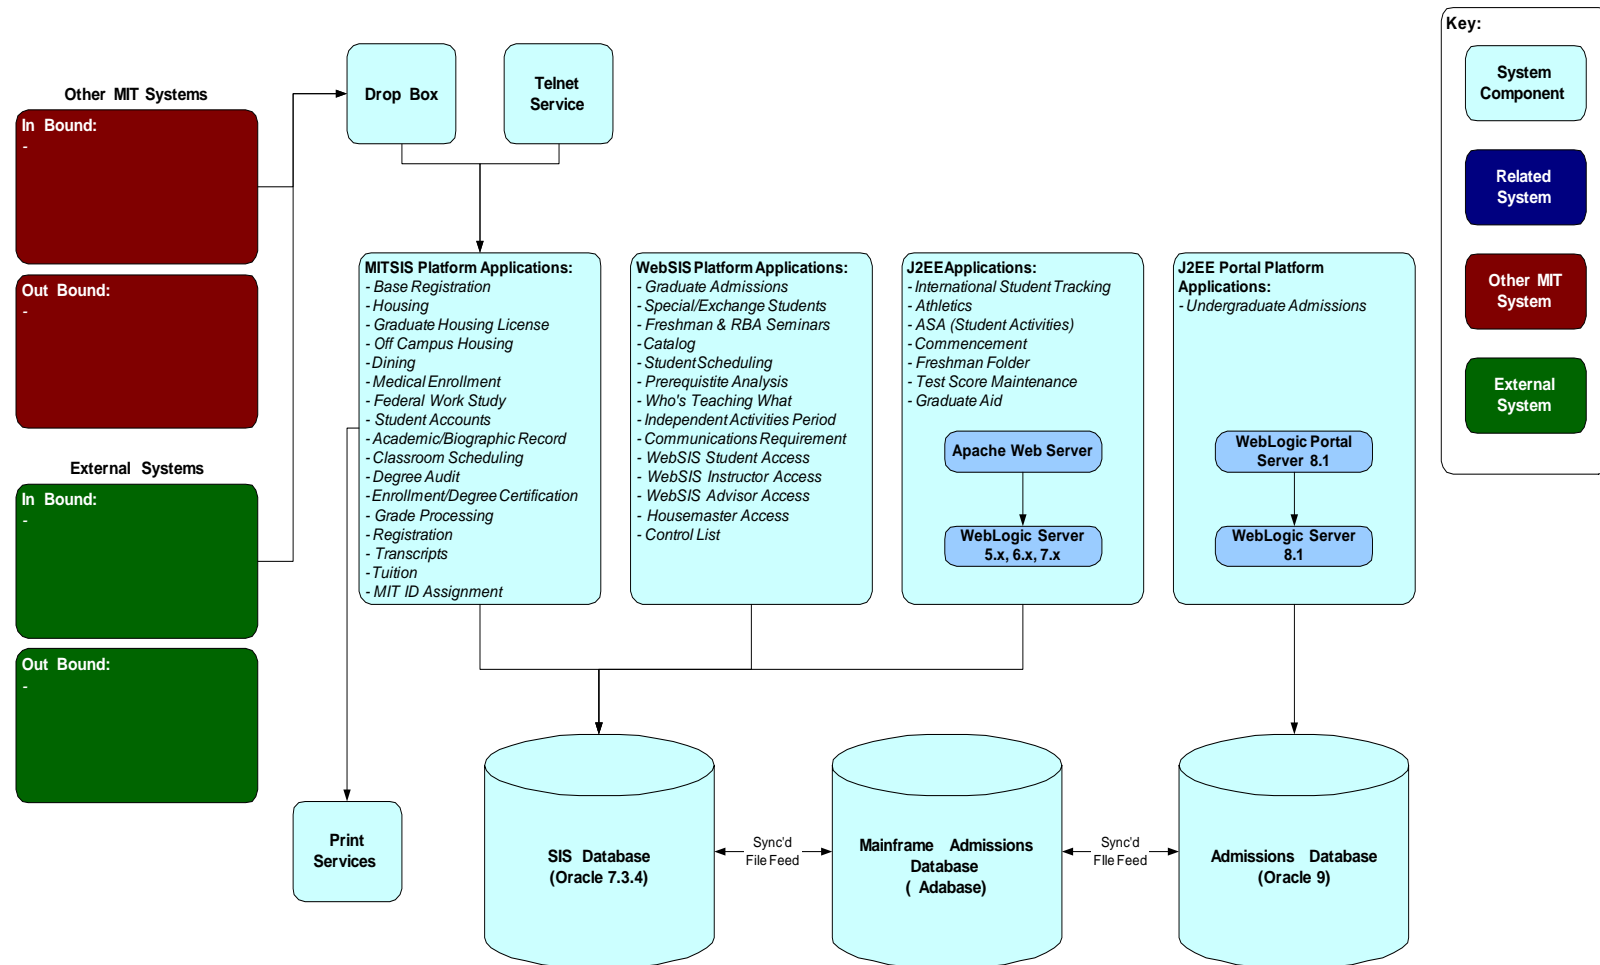 Key:
System
Component
Related
System
Other MIT
System
External
System
Other MIT Systems
In Bound:
-
Out Bound:
-
External Systems
In Bound:
-
Out Bound:
-
Drop Box
Telnet
Service
MITSIS Platform Applications:
- Base Registration
- Housing
- Graduate Housing License
- Off Campus Housing
- Dining
- Medical Enrollment
- Federal Work Study
- Student Accounts
- Academic/Biographic Record
- Classroom Scheduling
- Degree Audit
- Enrollment/Degree Certification
- Grade Processing
- Registration
- Transcripts
- Tuition
- MIT ID Assignment
WebSIS Platform Applications:
- Graduate Admissions
- Special/Exchange Students
- Freshman & RBA Seminars
- Catalog
- Student Scheduling
- Prerequistite Analysis
- Who's Teaching What
- Independent Activities Period
- Communications Requirement
- WebSIS Student Access
- WebSIS Instructor Access
- WebSIS Advisor Access
- Housemaster Access
- Control List
J2EE Applications:
- International Student Tracking
- Athletics
- ASA (Student Activities)
- Commencement
- Freshman Folder
- Test Score Maintenance
- Graduate Aid
Apache Web Server
WebLogic Server
5.x, 6.x, 7.x
J2EE Portal Platform
Applications:
- Undergraduate Admissions
WebLogic Portal
Server 8.1
WebLogic Server
8.1
Print
Services
SIS Database
(Oracle 7.3.4)
Sync'd
File Feed
Mainframe Admissions
Database
( Adabase)
Sync'd
FIle Feed
Admissions Database
(Oracle 9)